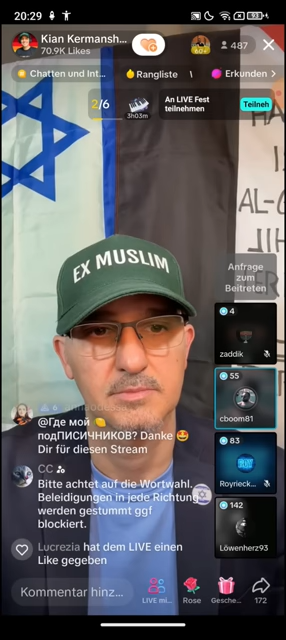 20:29
93
Kian Kermansh...
70.9K Likes
60
487
Chatten und Int...
Rangliste
Erkunden
2/6
3h03m
An LIVE Fest
teilnehmen
Teilneh
HA
AL-
EX MUSLIM
Anfrage
zum
Beitreten
4
zaddik
55
cboom81
83
Royrieck...
142
Löwenherz93
@Где мой 🍋
подПИСИЧНИКОВ? Danke 🤩
Dir für diesen Stream
CC
Bitte achtet auf die Wortwahl.
Beleidigungen in jede Richtung
werden gestummt ggf
blockiert.
Lucrezia hat dem LIVE einen
Like gegeben
Kommentar hinz...
LIVE mi...
Rose
Gesche...
172